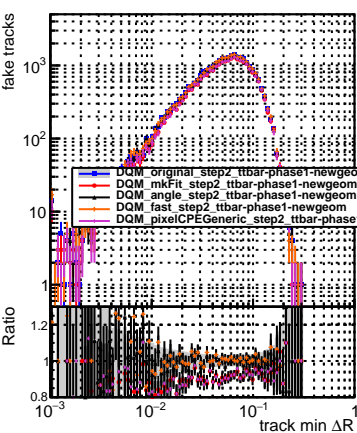 fake tracks
10³
10²
DQM_original_step2_ttbar-phase1-newgeo
DQM_mkFit_step2_ttbar-phase1-newgeom
DQM_angle_step2_ttbar-phase1-newgeom
DQM_fast_step2_ttbar-phase1-newgeom
DQM_pixelCPEGeneric_step2_ttbar-phase
10
1
Ratio
1.2
1
0.8
10⁻³ 10⁻² 10⁻¹ 1
track min ΔR